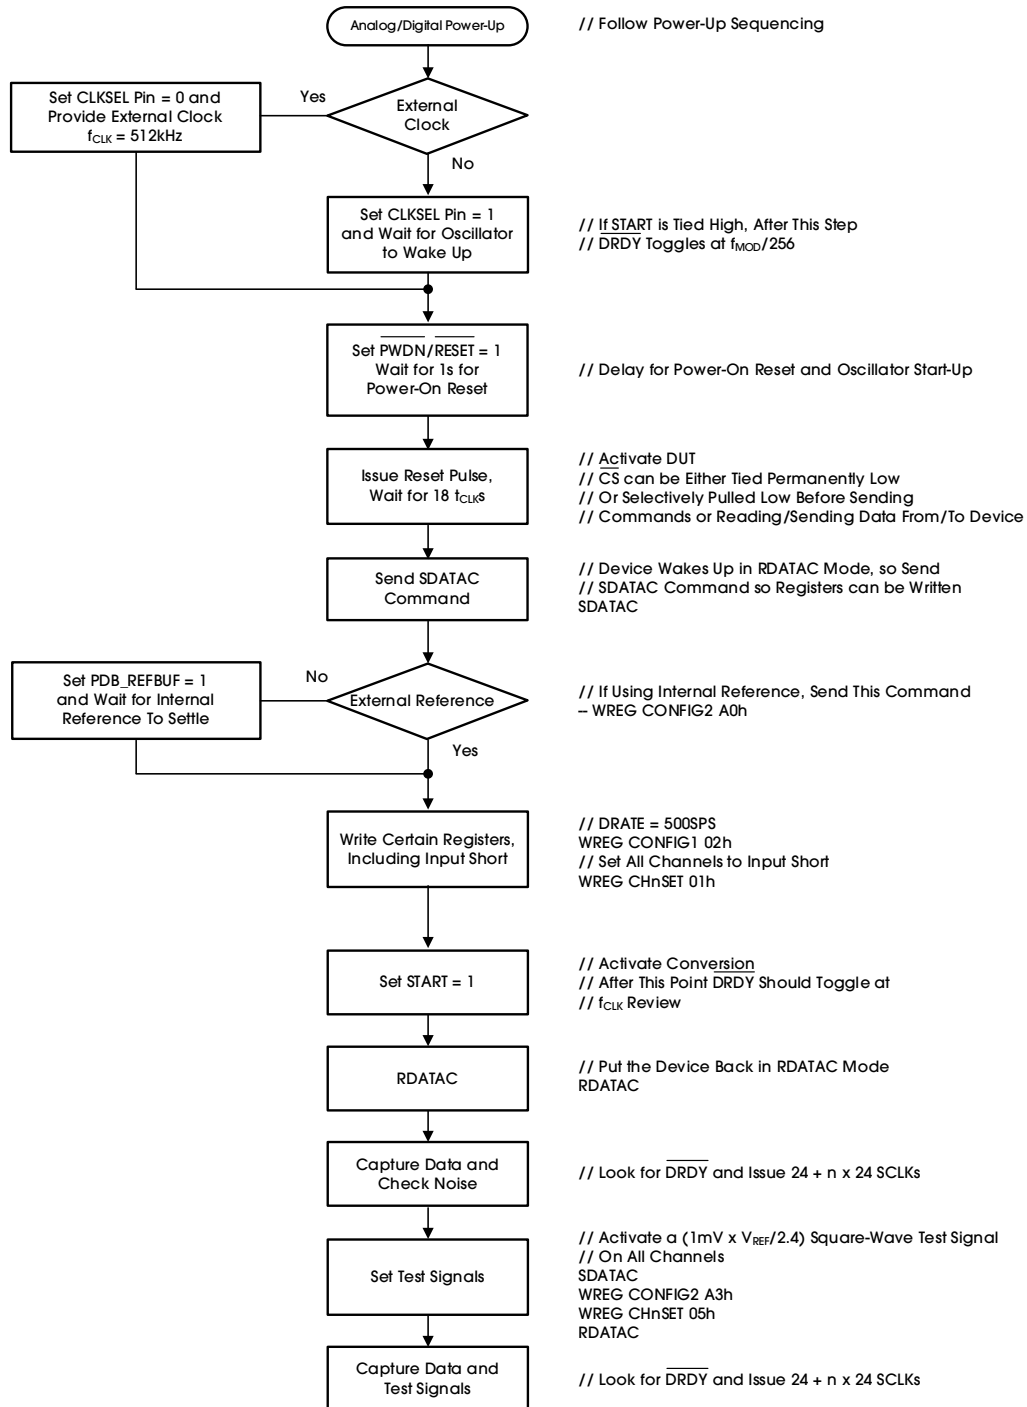 Analog/Digital Power-Up
// Follow Power-Up Sequencing
Set CLKSEL Pin = 0 and
Provide External Clock
fCLK = 512kHz
Yes
External
Clock
No
Set CLKSEL Pin = 1
and Wait for Oscillator
to Wake Up
// If START is Tied High, After This Step
// DRDY Toggles at fMOD/256
Set PWDN/RESET = 1
Wait for 1s for
Power-On Reset
// Delay for Power-On Reset and Oscillator Start-Up
Issue Reset Pulse,
Wait for 18 tCLKs
// Activate DUT
// CS can be Either Tied Permanently Low
// Or Selectively Pulled Low Before Sending
// Commands or Reading/Sending Data From/To Device
Send SDATAC
Command
// Device Wakes Up in RDATAC Mode, so Send
// SDATAC Command so Registers can be Written
SDATAC
Set PDB_REFBUF = 1
and Wait for Internal
Reference To Settle
No
External Reference
Yes
// If Using Internal Reference, Send This Command
-- WREG CONFIG2 A0h
Write Certain Registers,
Including Input Short
// DRATE = 500SPS
WREG CONFIG1 02h
// Set All Channels to Input Short
WREG CHnSET 01h
Set START = 1
// Activate Conversion
// After This Point DRDY Should Toggle at
// fCLK Review
RDATAC
// Put the Device Back in RDATAC Mode
RDATAC
Capture Data and
Check Noise
// Look for DRDY and Issue 24 + n x 24 SCLKs
Set Test Signals
// Activate a (1mV x VREF/2.4) Square-Wave Test Signal
// On All Channels
SDATAC
WREG CONFIG2 A3h
WREG CHnSET 05h
RDATAC
Capture Data and
Test Signals
// Look for DRDY and Issue 24 + n x 24 SCLKs